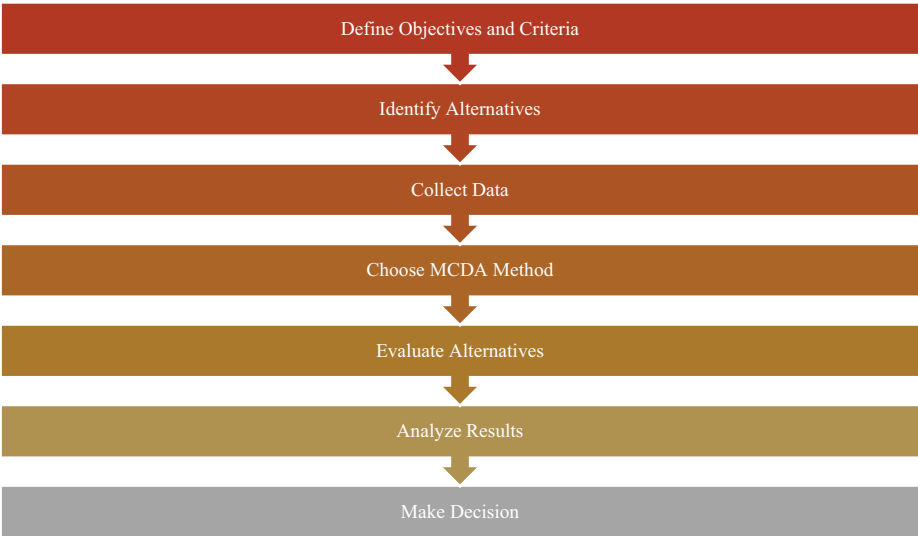 Define Objectives and Criteria
Identify Alternatives
Collect Data
Choose MCDA Method
Evaluate Alternatives
Analyze Results
Make Decision